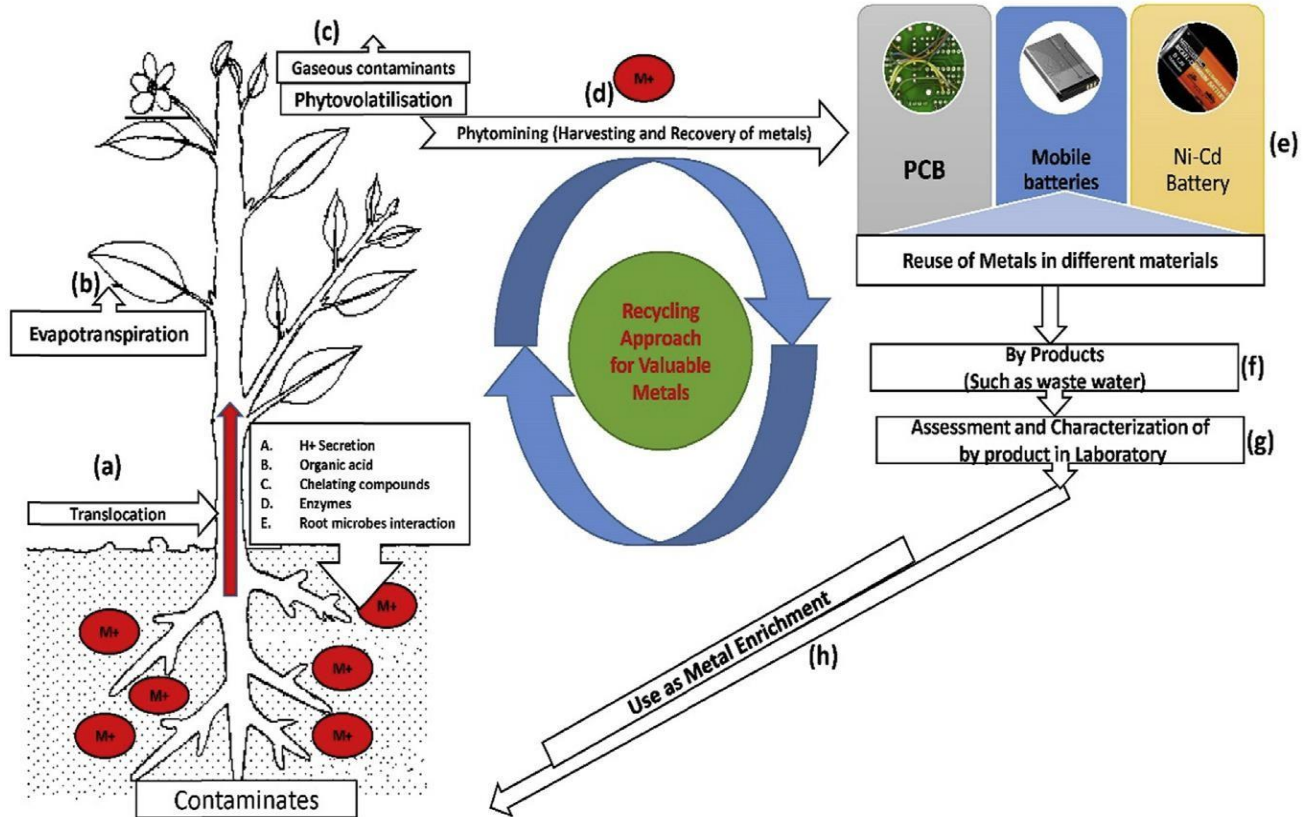 (c)
Gaseous contaminants
Phytovolatilisation
(d)
M+
Phytomining (Harvesting and Recovery of metals)
PCB
Mobile
batteries
Ni-Cd
Battery
(e)
Reuse of Metals in different materials
By Products
(Such as waste water)
(f)
Assessment and Characterization of
by product in Laboratory
(g)
Use as Metal Enrichment
(h)
Recycling
Approach
for Valuable
Metals
(b)
Evapotranspiration
(a)
Translocation
A. H+ Secretion
B. Organic acid
C. Chelating compounds
D. Enzymes
E. Root microbes interaction
M+
M+
M+
M+
M+
M+
Contaminates